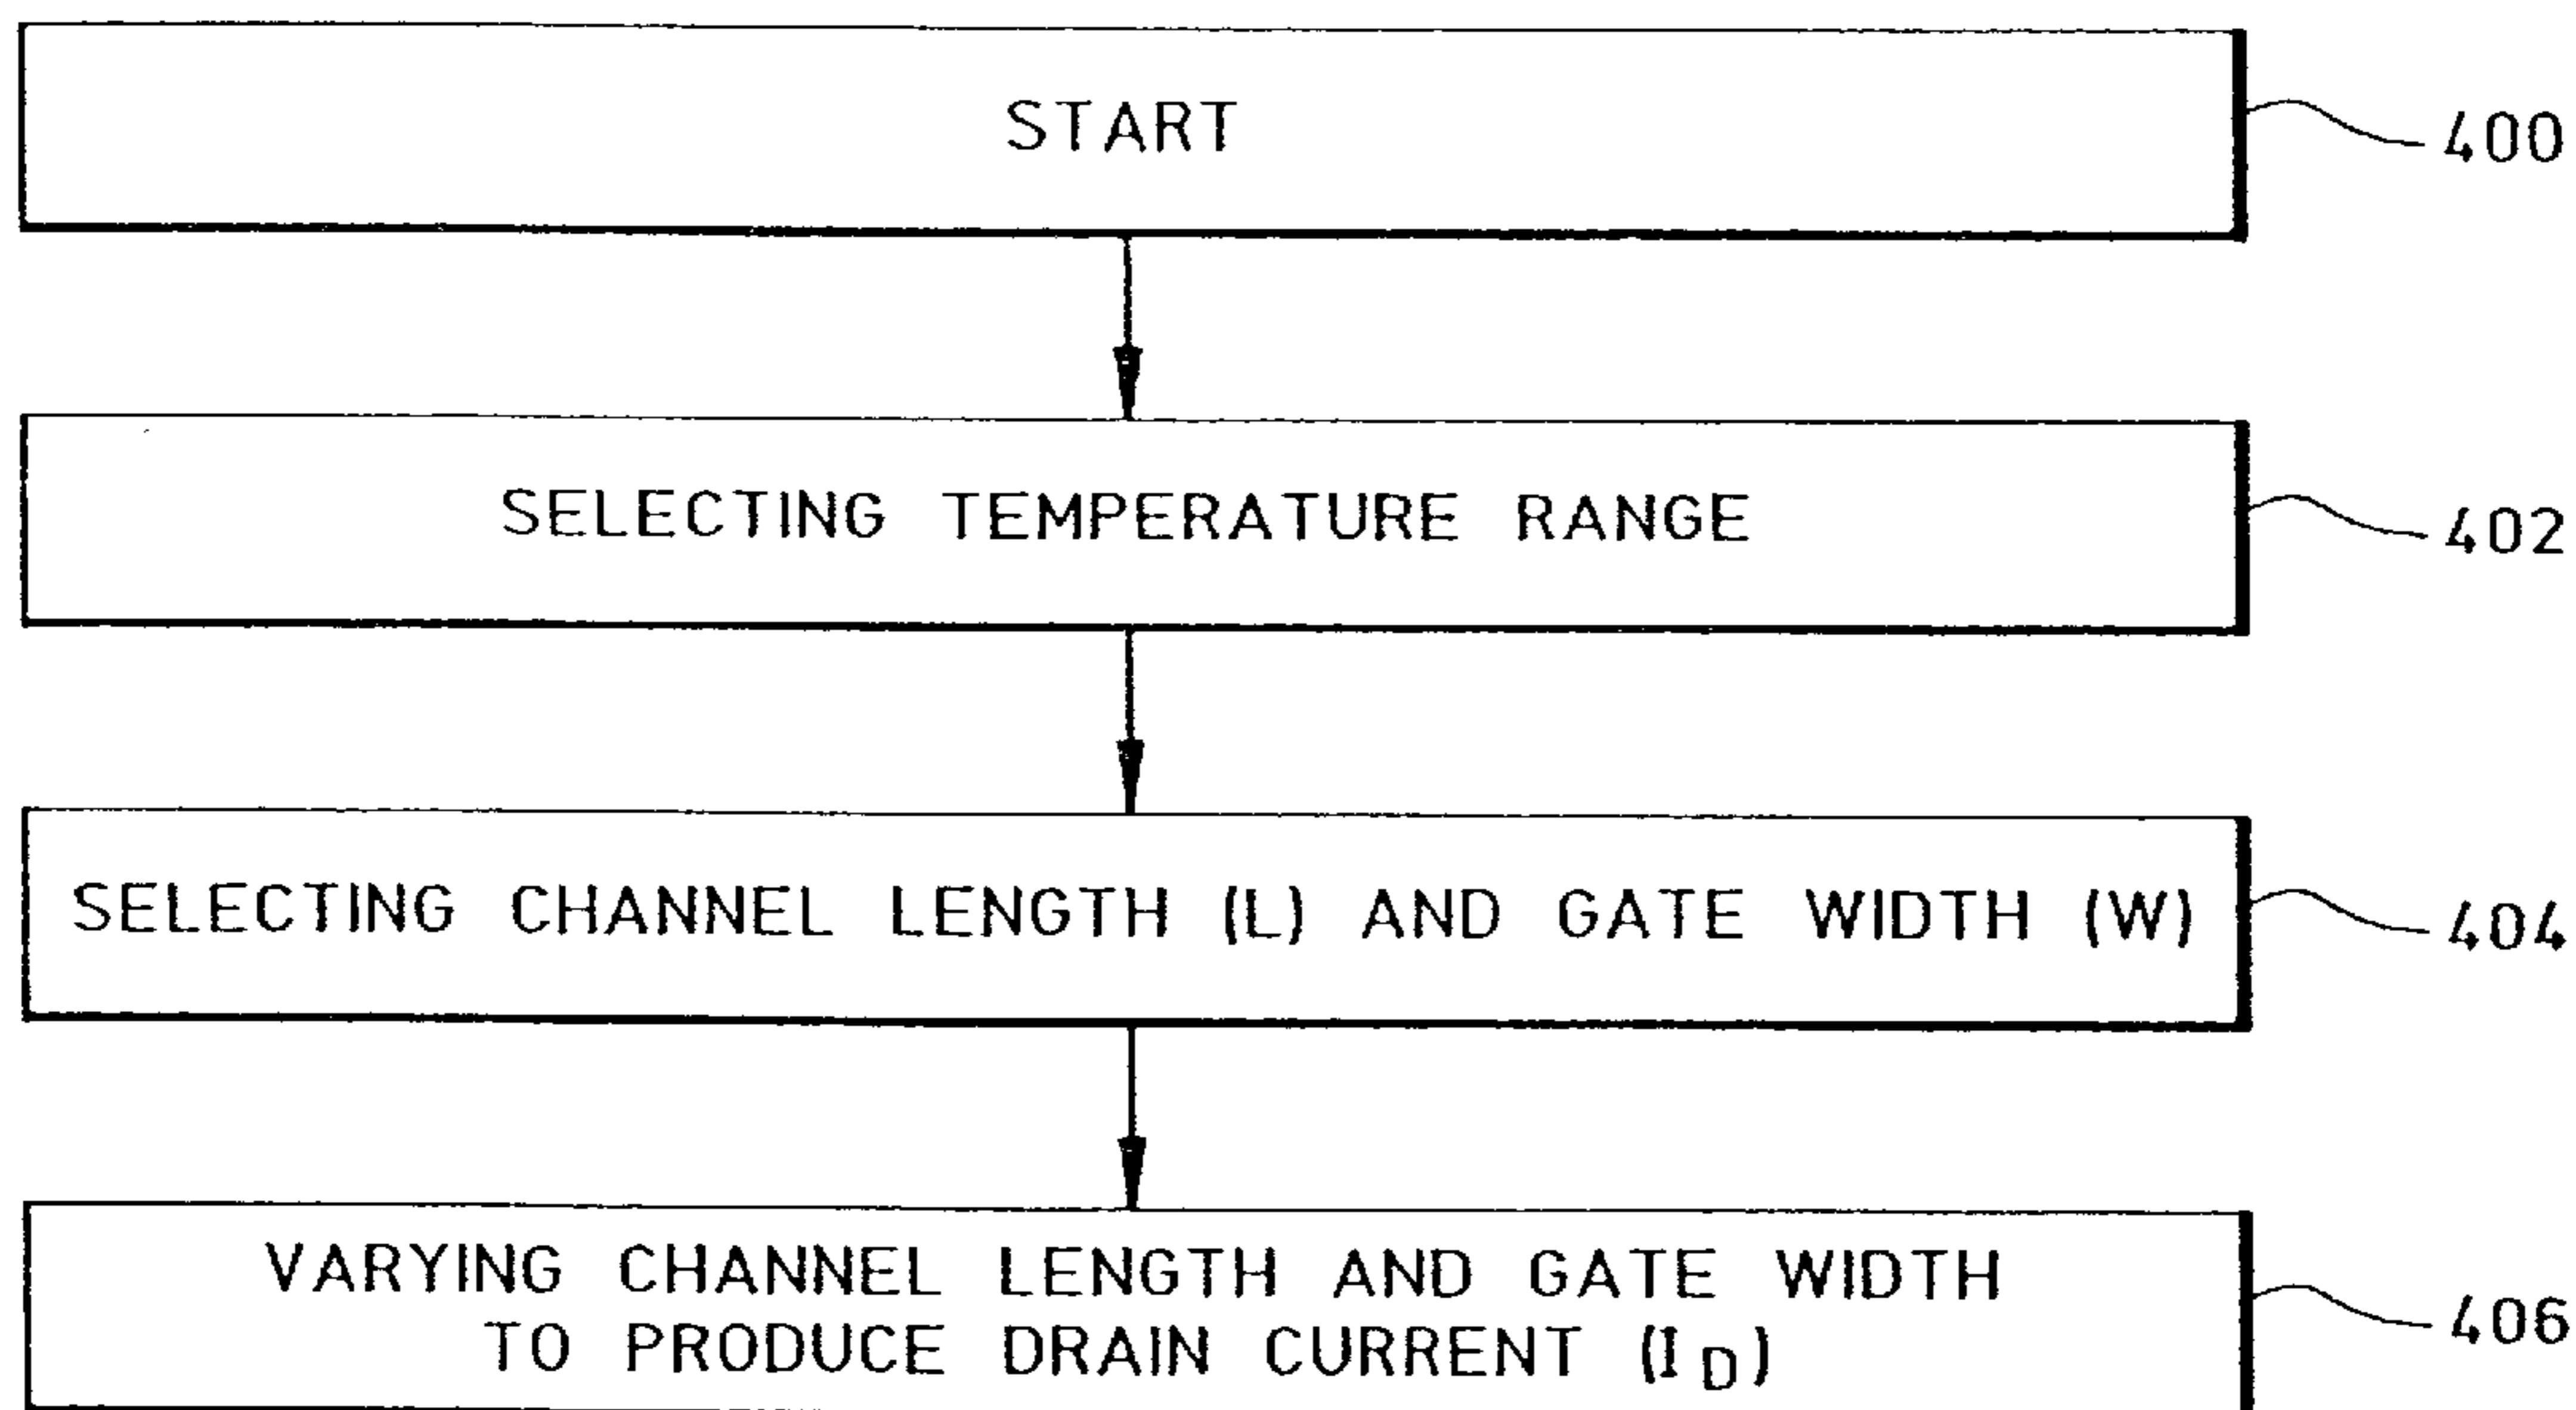 START
400
SELECTING TEMPERATURE RANGE
402
SELECTING CHANNEL LENGTH (L) AND GATE WIDTH (W)
404
VARYING CHANNEL LENGTH AND GATE WIDTH
TO PRODUCE DRAIN CURRENT (I_D)
406